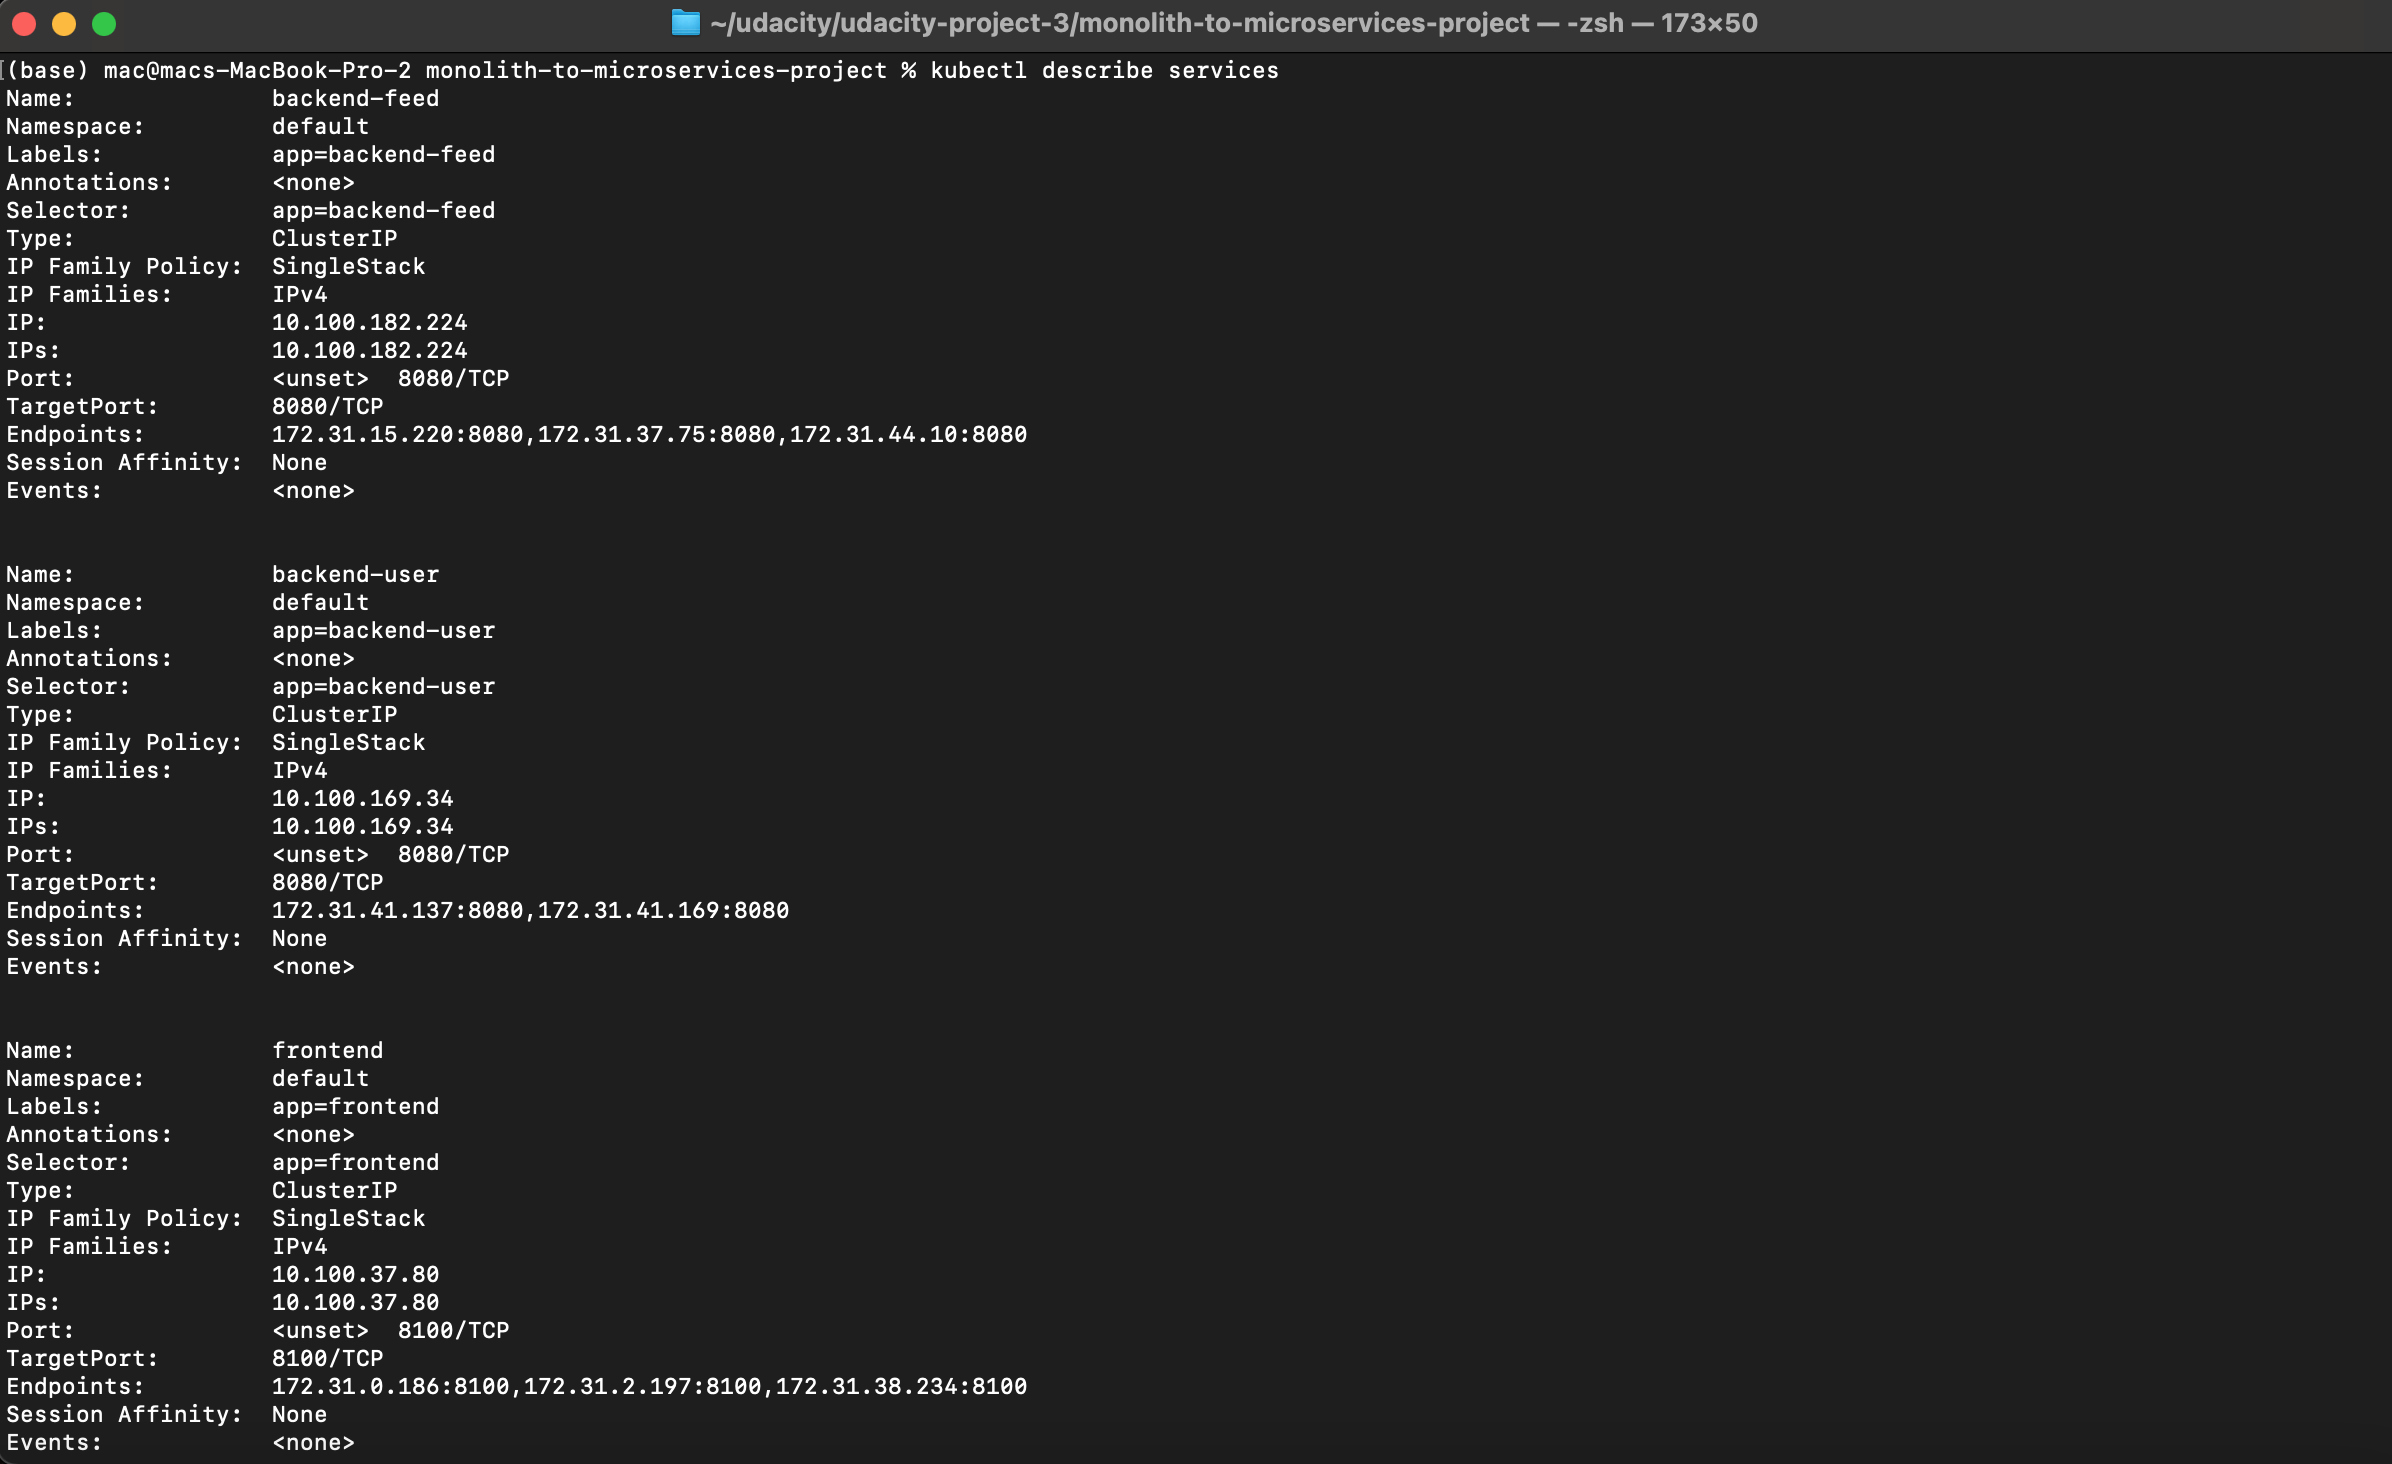 ~/udacity/udacity-project-3/monolith-to-microservices-project — -zsh — 173×50
(base) mac@macs-MacBook-Pro-2 monolith-to-microservices-project % kubectl describe services
Name:              backend-feed
Namespace:         default
Labels:            app=backend-feed
Annotations:       <none>
Selector:          app=backend-feed
Type:              ClusterIP
IP Family Policy:  SingleStack
IP Families:       IPv4
IP:                10.100.182.224
IPs:               10.100.182.224
Port:              <unset>  8080/TCP
TargetPort:        8080/TCP
Endpoints:         172.31.15.220:8080,172.31.37.75:8080,172.31.44.10:8080
Session Affinity:  None
Events:            <none>
Name:              backend-user
Namespace:         default
Labels:            app=backend-user
Annotations:       <none>
Selector:          app=backend-user
Type:              ClusterIP
IP Family Policy:  SingleStack
IP Families:       IPv4
IP:                10.100.169.34
IPs:               10.100.169.34
Port:              <unset>  8080/TCP
TargetPort:        8080/TCP
Endpoints:         172.31.41.137:8080,172.31.41.169:8080
Session Affinity:  None
Events:            <none>
Name:              frontend
Namespace:         default
Labels:            app=frontend
Annotations:       <none>
Selector:          app=frontend
Type:              ClusterIP
IP Family Policy:  SingleStack
IP Families:       IPv4
IP:                10.100.37.80
IPs:               10.100.37.80
Port:              <unset>  8100/TCP
TargetPort:        8100/TCP
Endpoints:         172.31.0.186:8100,172.31.2.197:8100,172.31.38.234:8100
Session Affinity:  None
Events:            <none>